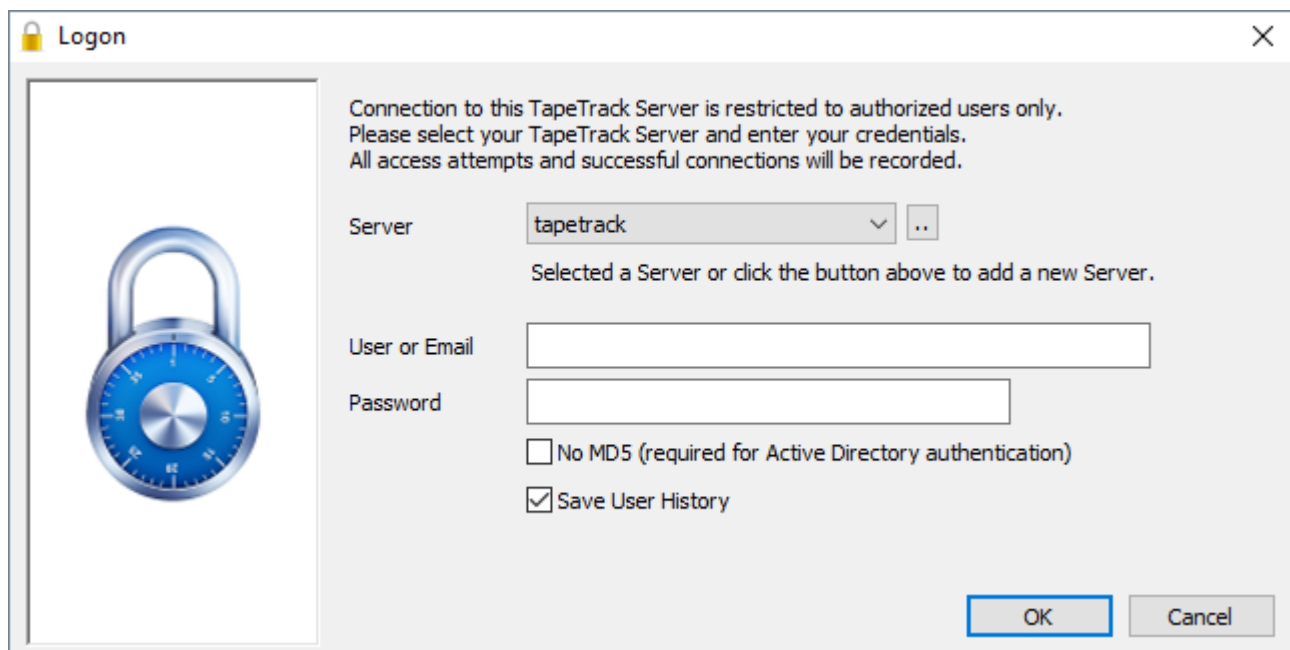 Logon
Connection to this TapeTrack Server is restricted to authorized users only.
Please select your TapeTrack Server and enter your credentials.
All access attempts and successful connections will be recorded.
Server
tapetrack
..
Selected a Server or click the button above to add a new Server.
User or Email
Password
No MD5 (required for Active Directory authentication)
Save User History
OK
Cancel